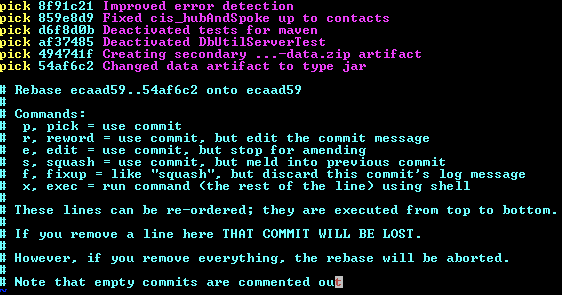 pick 8f91c21 Improved error detection
pick 859e8d9 Fixed cis_hubAndSpoke up to contacts
pick d6f8d0b Deactivated tests for maven
pick af37485 Deactivated DbUtilServerTest
pick 494741f Creating secondary ...-data.zip artifact
pick 54af6c2 Changed data artifact to type jar

# Rebase ecaad59..54af6c2 onto ecaad59
#
# Commands:
#  p, pick = use commit
#  r, reword = use commit, but edit the commit message
#  e, edit = use commit, but stop for amending
#  s, squash = use commit, but meld into previous commit
#  f, fixup = like "squash", but discard this commit's log message
#  x, exec = run command (the rest of the line) using shell
#
# These lines can be re-ordered; they are executed from top to bottom.
#
# If you remove a line here THAT COMMIT WILL BE LOST.
#
# However, if you remove everything, the rebase will be aborted.
#
# Note that empty commits are commented out
~